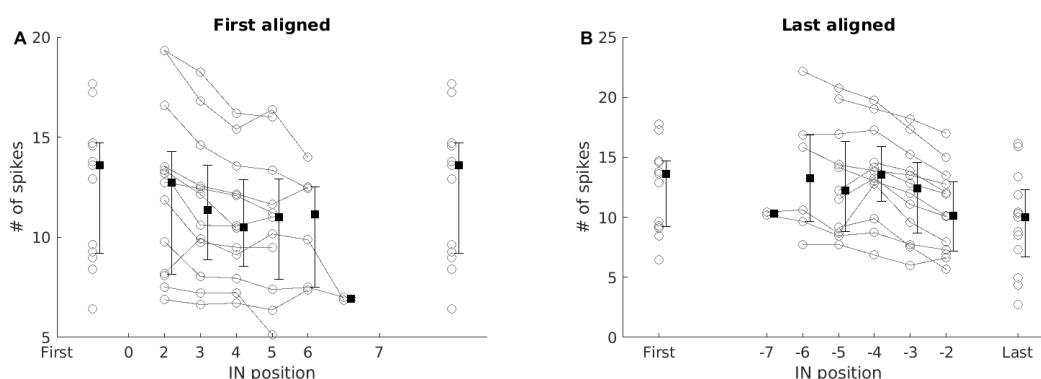 A First aligned
20
15
10
5
# of spikes
First 0 2 3 4 5 6 7
IN position
B Last aligned
25
20
15
10
5
0
# of spikes
First -7 -6 -5 -4 -3 -2 Last
IN position